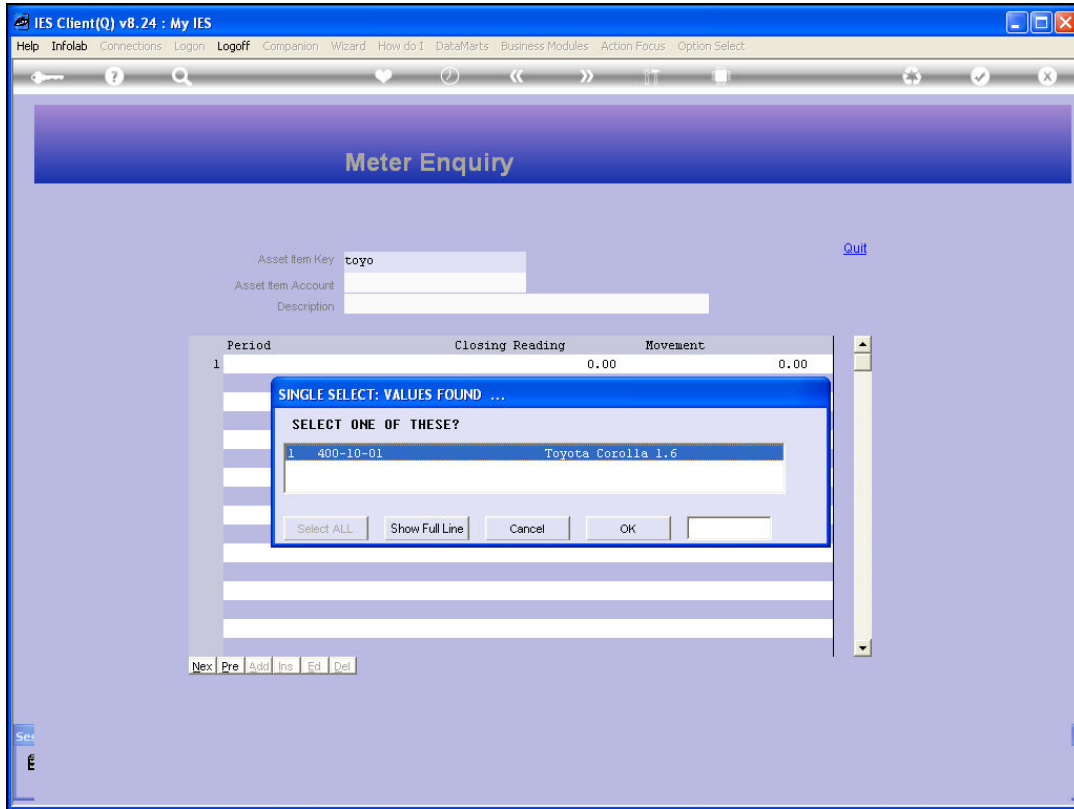 IES Client(Q) v8.24 : My IES
Help Infolab Connections Logon Logoff Companion Wizard How do I DataMarts Business Modules Action Focus Option Select
Meter Enquiry
Quit
Asset Item Key toyo
Asset Item Account
Description
Period Closing Reading Movement
1 0.00 0.00
SINGLE SELECT: VALUES FOUND ...
SELECT ONE OF THESE?
1 400-10-01 Toyota Corolla 1.6
Select ALL Show Full Line Cancel OK
Nex Pre Add Ins Ed Del